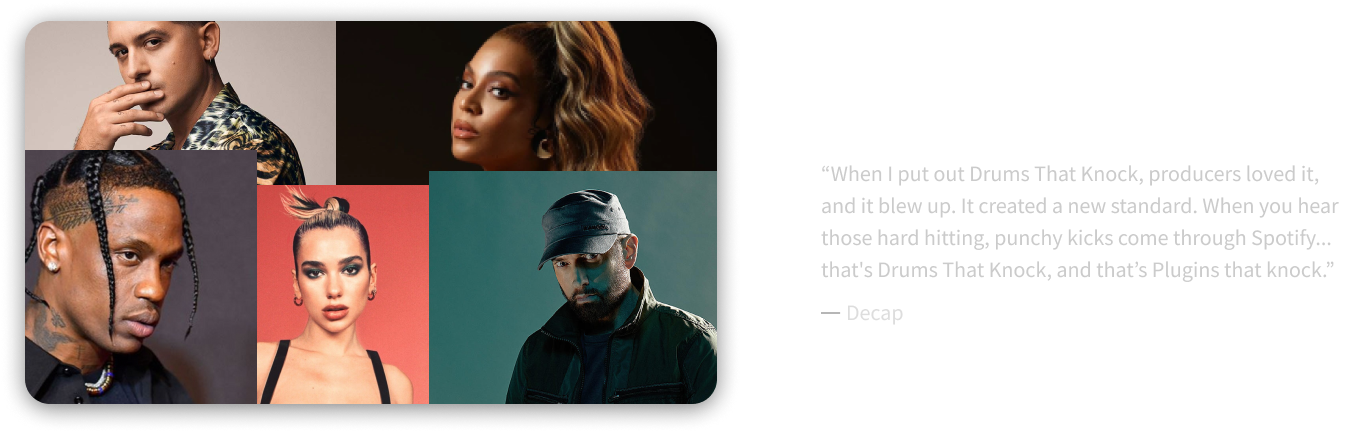 “When I put out Drums That Knock, producers loved it,
and it blew up. It created a new standard. When you hear
those hard hitting, punchy kicks come through Spotify...
that's Drums That Knock, and that’s Plugins that knock.”
— Decap